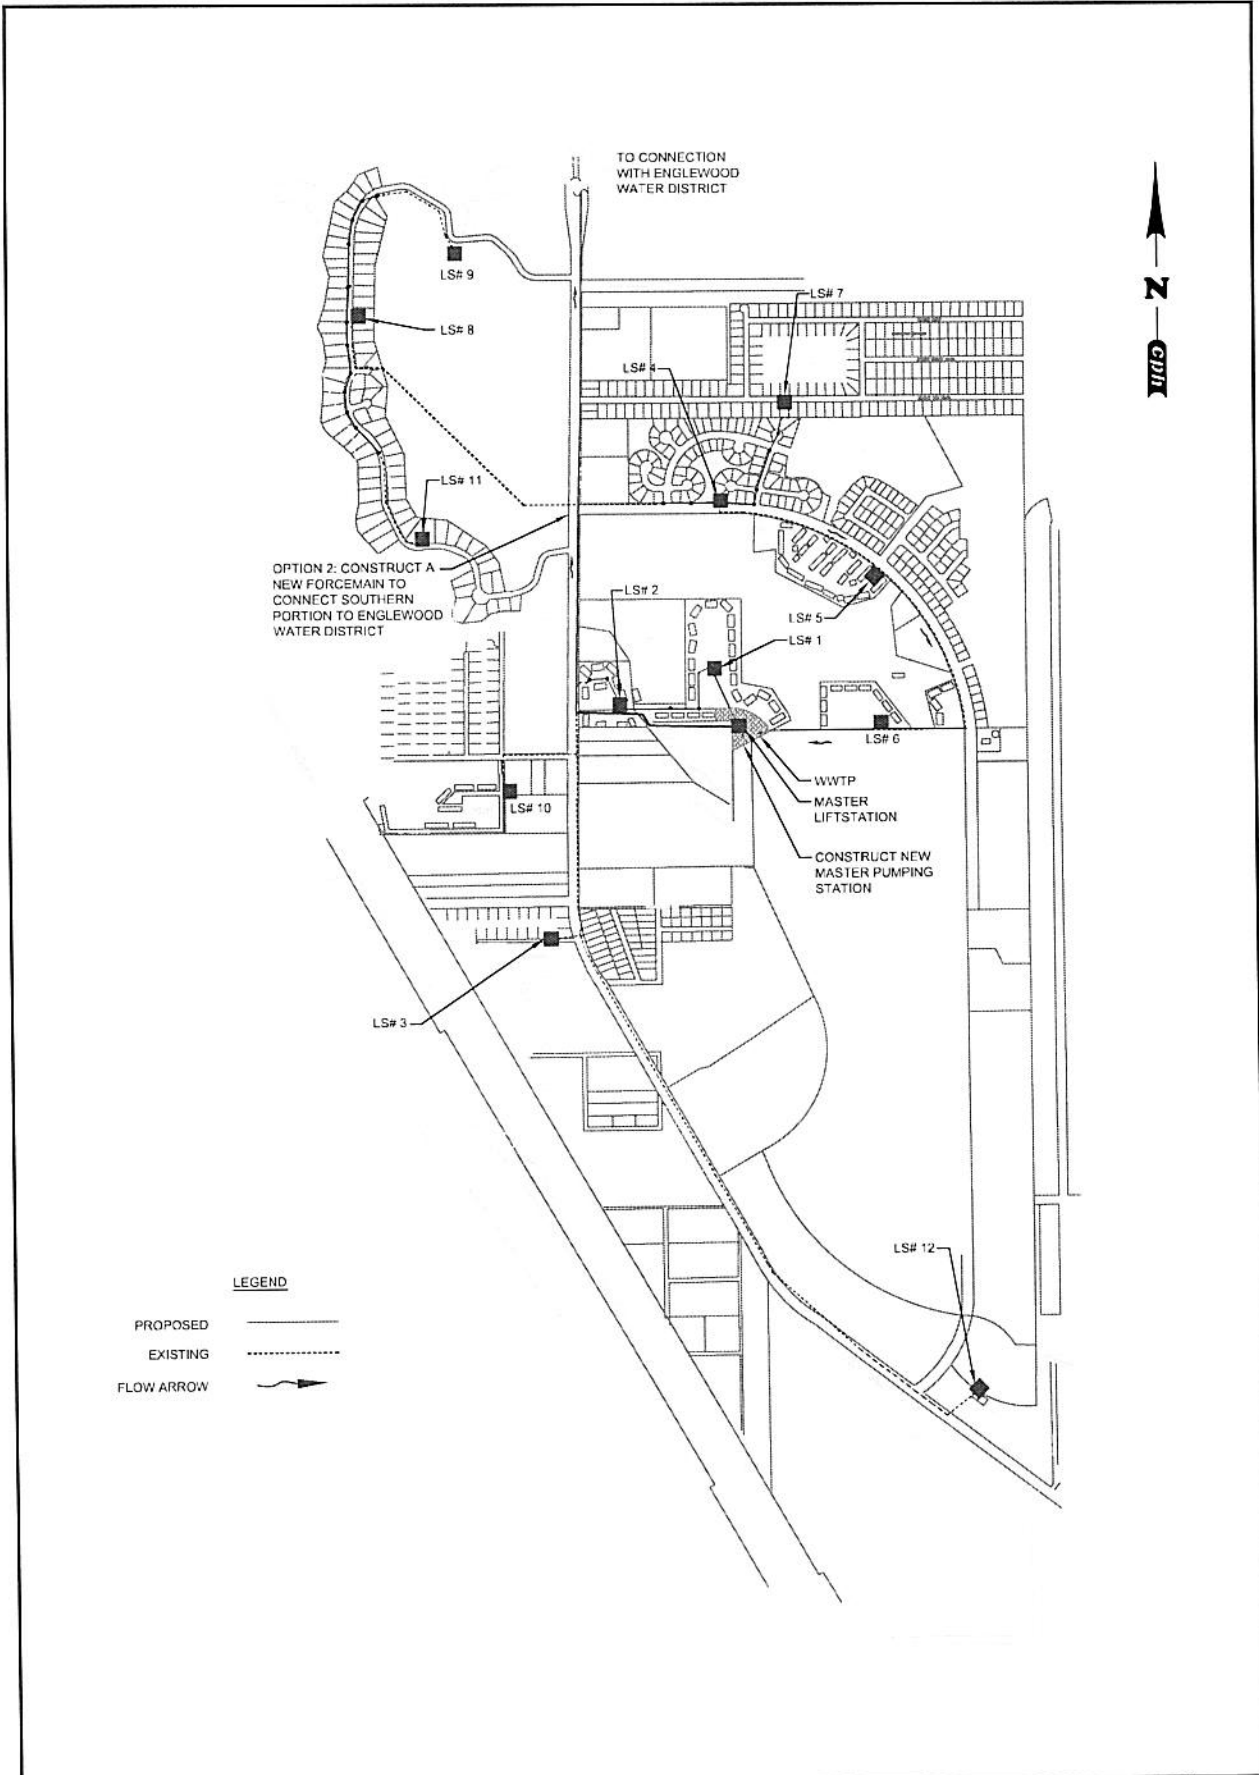 TO CONNECTION
WITH ENGLEWOOD
WATER DISTRICT
N
cph
LS# 9
LS# 7
LS# 8
LS# 4
LS# 11
OPTION 2: CONSTRUCT A
NEW FORCEMAIN TO
CONNECT SOUTHERN
PORTION TO ENGLEWOOD
WATER DISTRICT
LS# 2
LS# 5
LS# 1
LS# 6
WWTP
MASTER
LIFTSTATION
LS# 10
CONSTRUCT NEW
MASTER PUMPING
STATION
LS# 3
LS# 12
LEGEND
PROPOSED
EXISTING
FLOW ARROW